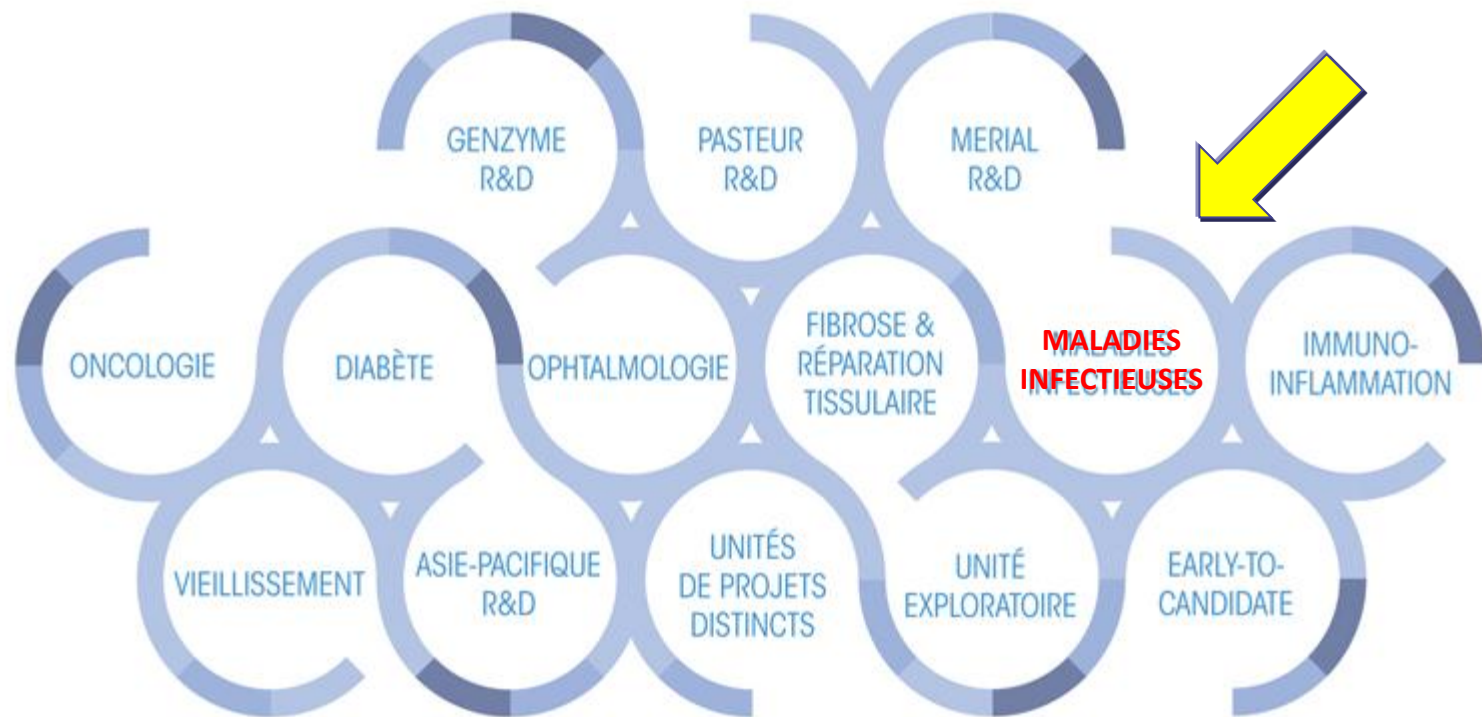 GENZYME
R&D
PASTEUR
R&D
MERIAL
R&D
ONCOLOGIE
DIABÈTE
OPHTALMOLOGIE
FIBROSE &
RÉPARATION
TISSULAIRE
MALADIES
INFECTIEUSES
IMMUNO-
INFLAMMATION
VIEILLISSEMENT
ASIE-PACIFIQUE
R&D
UNITÉS
DE PROJETS
DISTINCTS
UNITÉ
EXPLORATOIRE
EARLY-TO-
CANDIDATE